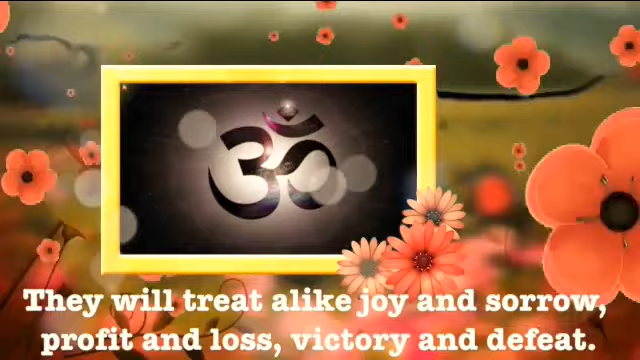 ॐ
They will treat alike joy and sorrow,
profit and loss, victory and defeat.